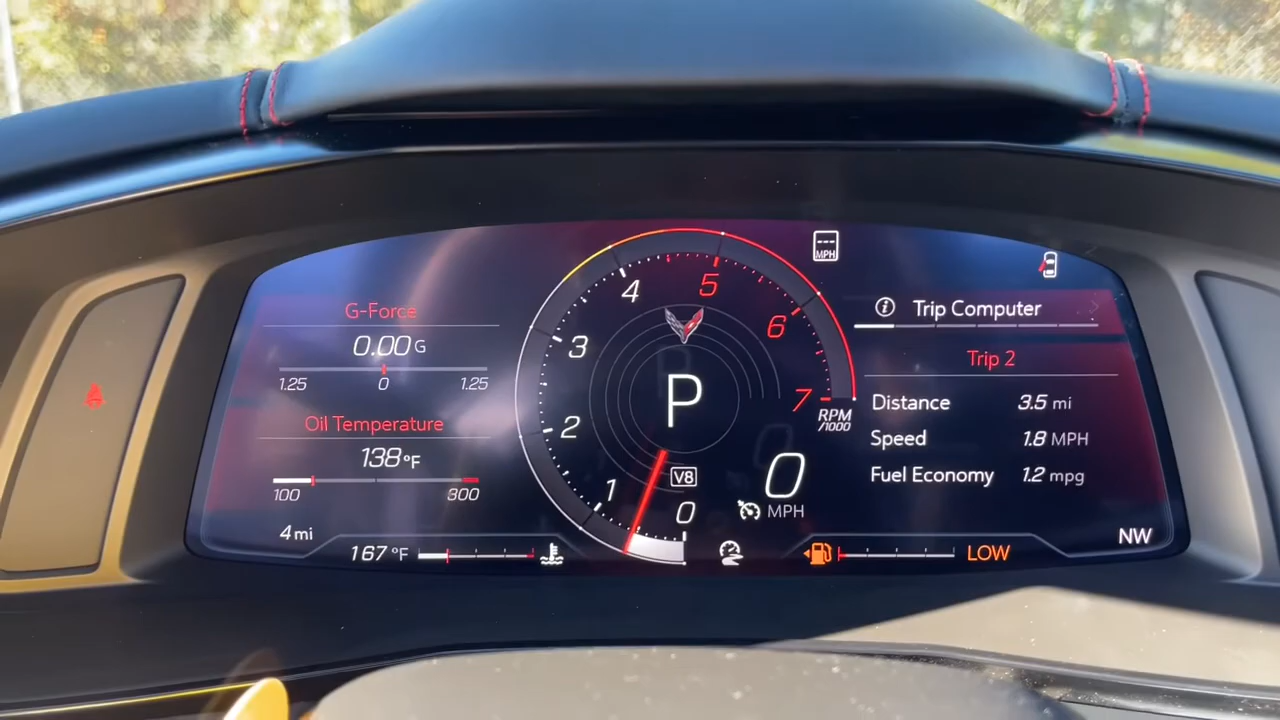 G-Force
0.00 G
1.25 0 1.25
Oil Temperature
138 °F
100 300
4 mi
167 °F
0
1
2
3
4
5
6
7
RPM
/1000
P
V8
0
MPH
---
MPH
Trip Computer
Trip 2
Distance 3.5 mi
Speed 1.8 MPH
Fuel Economy 1.2 mpg
LOW
NW